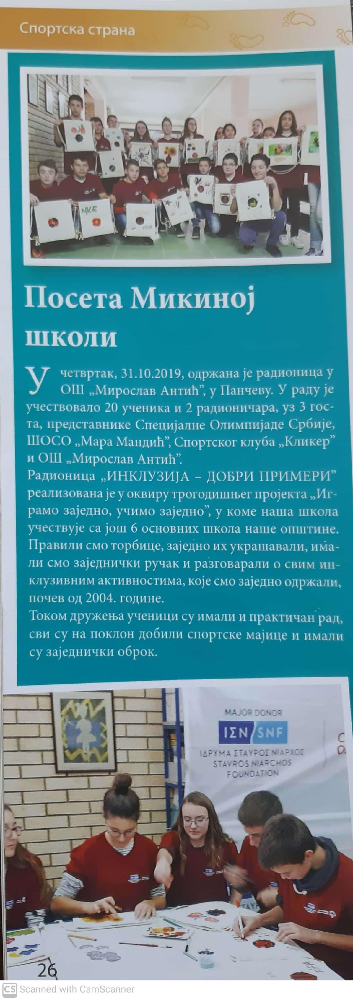 Спортска страна
NIKE
Посета Микиној
школи
У четвртак, 31.10.2019, одржана је радионица у
ОШ „Мирослав Антић”, у Панчеву. У раду је
учествовало 20 ученика и 2 радионичара, уз 3 гос-
та, представнике Специјалне Олимпијаде Србије,
ШОСО „Мара Мандић”, Спортског клуба „Кликер”
и ОШ „Мирослав Антић”.
Радионица „ИНКЛУЗИЈА – ДОБРИ ПРИМЕРИ”
реализована је у оквиру трогодишњег пројекта „Иг-
рамо заједно, учимо заједно”, у коме наша школа
учествује са још 6 основних школа наше општине.
Правили смо торбице, заједно их украшавали, има-
ли смо заједнички ручак и разговарали о свим ин-
клузивним активностима, које смо заједно одржали,
почев од 2004. године.
Током дружења ученици су имали и практичан рад,
сви су на поклон добили спортске мајице и имали
су заједнички оброк.
MAJOR DONOR
ΙΣΝ/SNF
ΙΔΡΥΜΑ ΣΤΑΥΡΟΣ ΝΙΑΡΧΟΣ
STAVROS NIARCHOS
FOUNDATION
26
CS Scanned with CamScanner